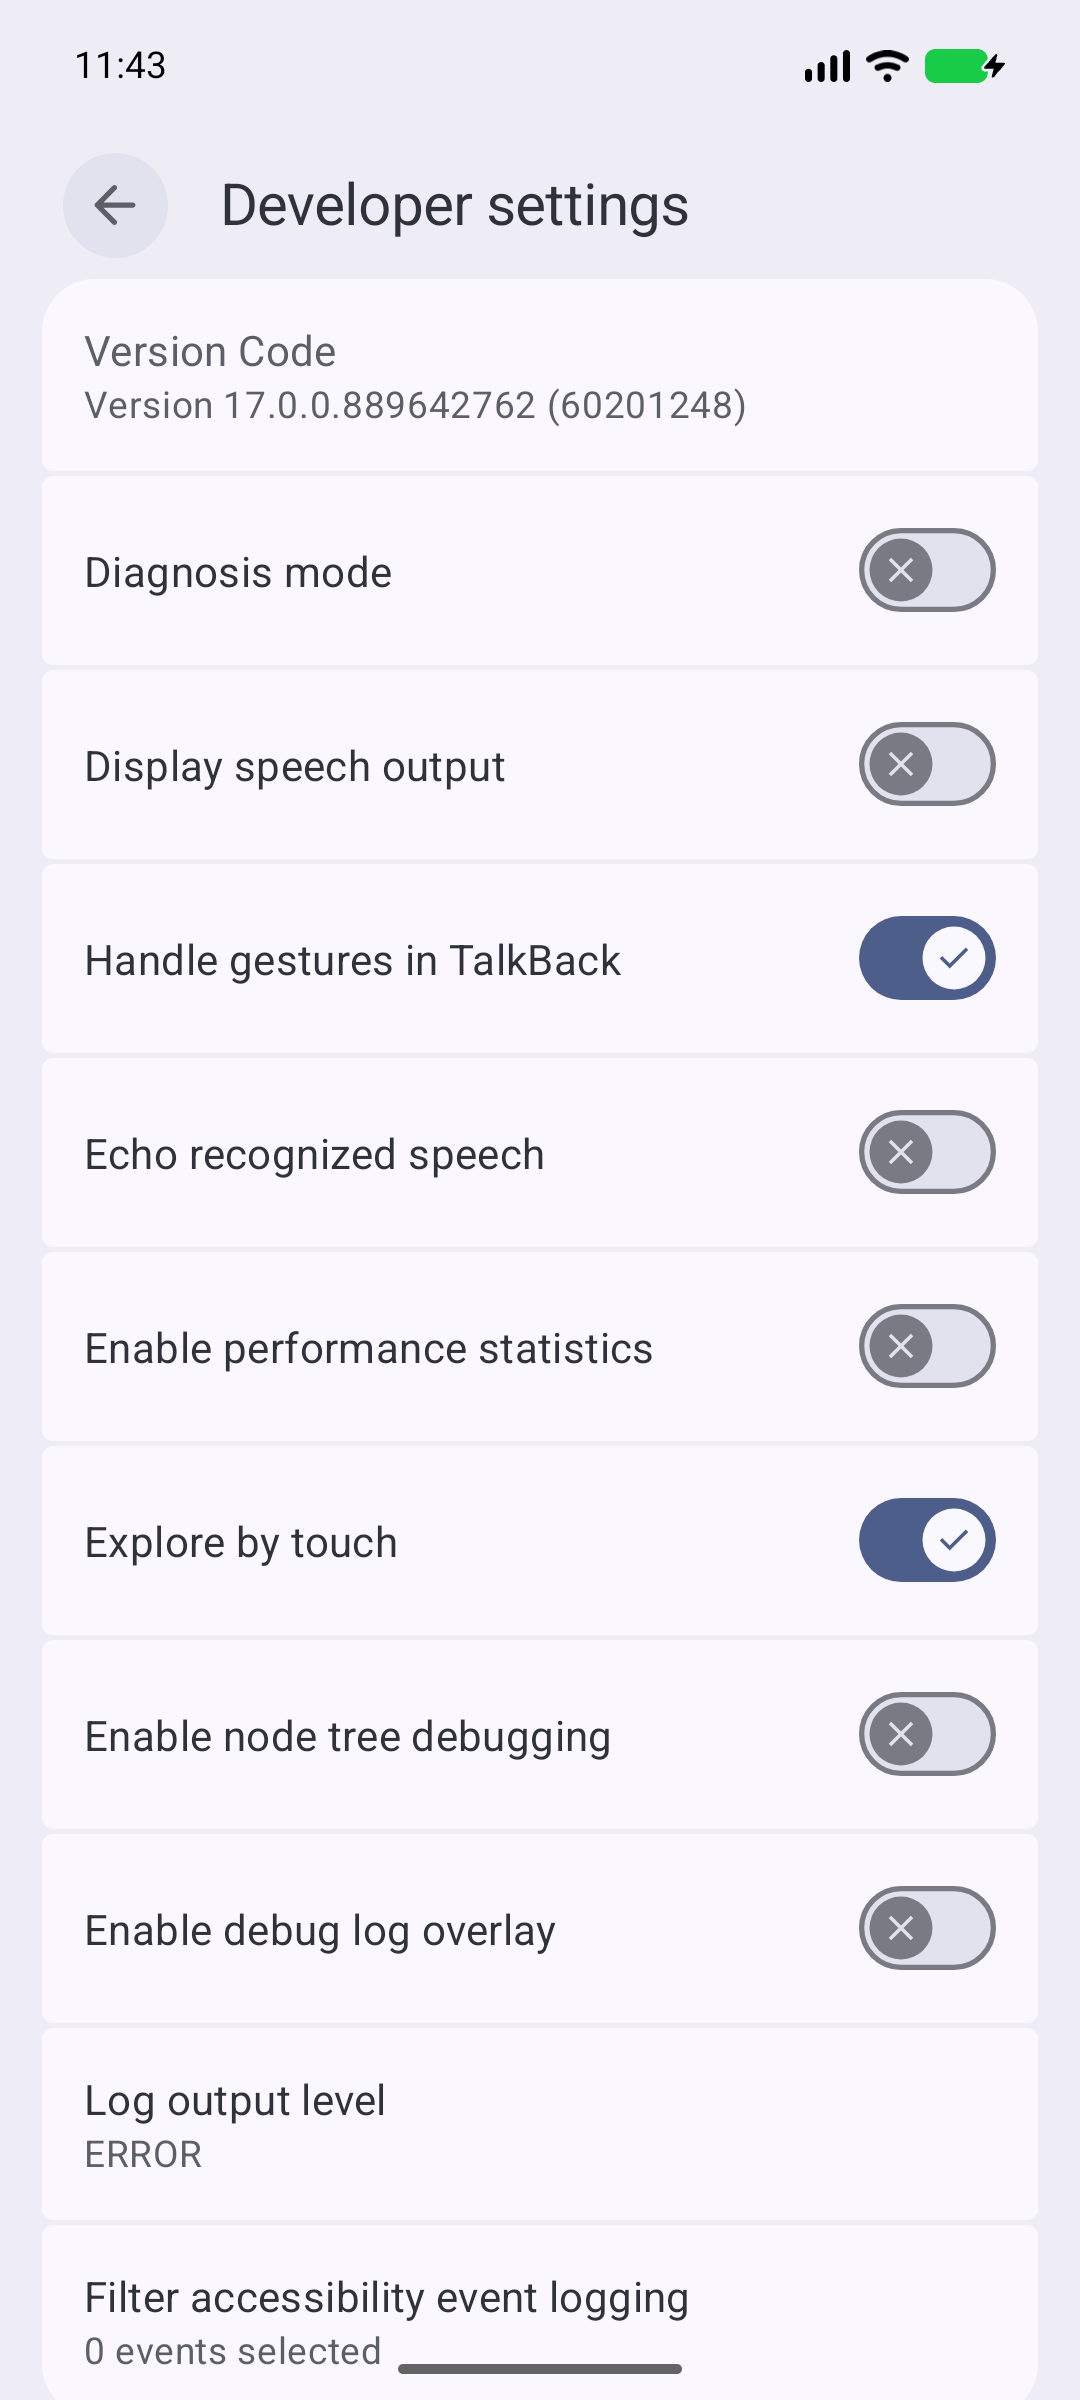 11:43
Developer settings
Version Code
Version 17.0.0.889642762 (60201248)
Diagnosis mode
Display speech output
Handle gestures in TalkBack
Echo recognized speech
Enable performance statistics
Explore by touch
Enable node tree debugging
Enable debug log overlay
Log output level
ERROR
Filter accessibility event logging
0 events selected